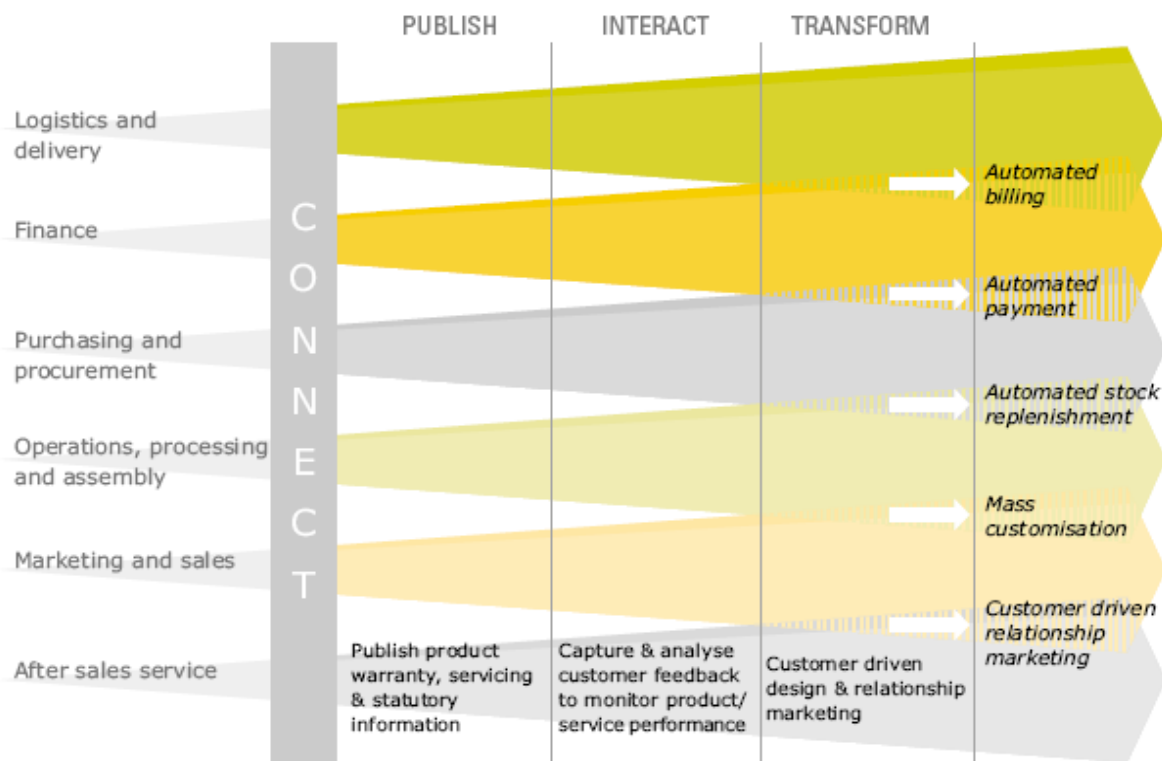 PUBLISH INTERACT TRANSFORM
Logistics and
delivery
Automated
billing
Finance
Automated
payment
Purchasing and
procurement
Automated stock
replenishment
Operations, processing
and assembly
Mass
customisation
Marketing and sales
Customer driven
relationship
marketing
After sales service
CONNECT
Publish product
warranty, servicing
& statutory
information
Capture & analyse
customer feedback
to monitor product/
service performance
Customer driven
design & relationship
marketing